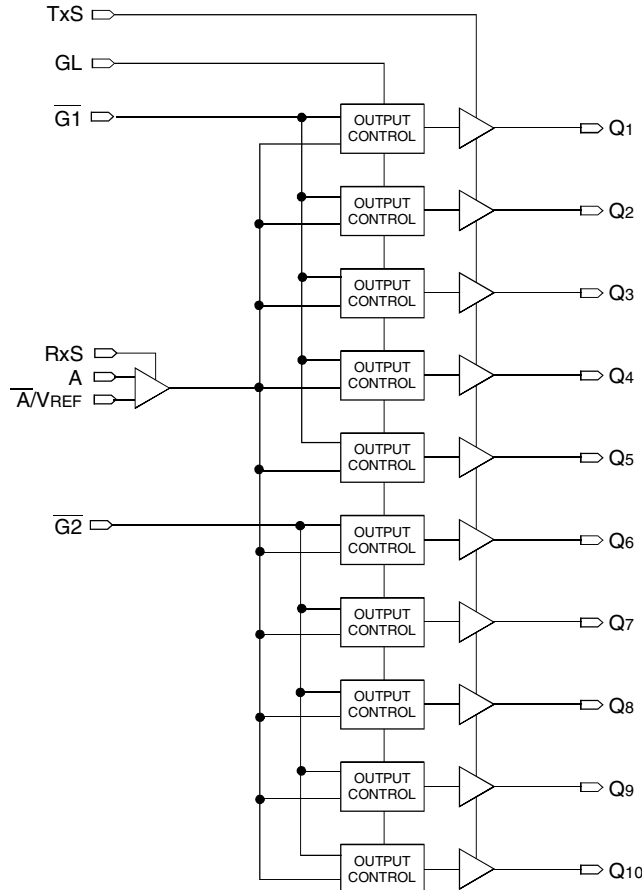 TxS
GL
G1
OUTPUT
CONTROL
Q1
OUTPUT
CONTROL
Q2
OUTPUT
CONTROL
Q3
RxS
A
A/VREF
OUTPUT
CONTROL
Q4
OUTPUT
CONTROL
Q5
G2
OUTPUT
CONTROL
Q6
OUTPUT
CONTROL
Q7
OUTPUT
CONTROL
Q8
OUTPUT
CONTROL
Q9
OUTPUT
CONTROL
Q10